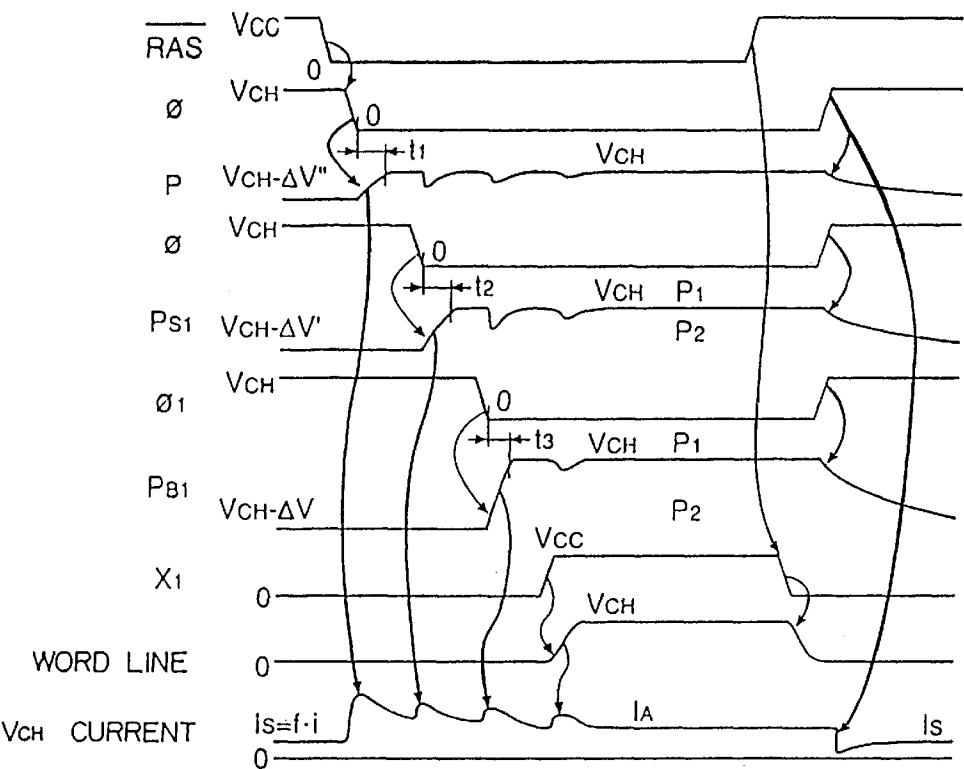 RAS VCC
0
Ø VCH 0
t1 VCH
P VCH-ΔV"
Ø VCH 0
t2 VCH P1
PS1 VCH-ΔV' P2
VCH
Ø1 0
t3 VCH P1
PB1 VCH-ΔV P2
VCC
X1 0
VCH
WORD LINE 0
VCH CURRENT IS=f·i IA IS
0